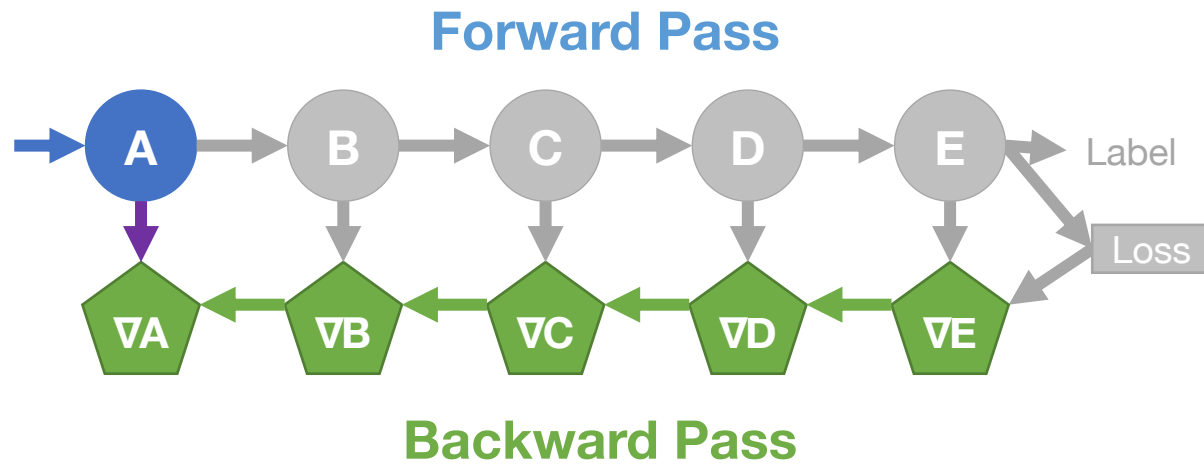 Forward Pass
A B C D E Label
Loss
∇A ∇B ∇C ∇D ∇E
Backward Pass